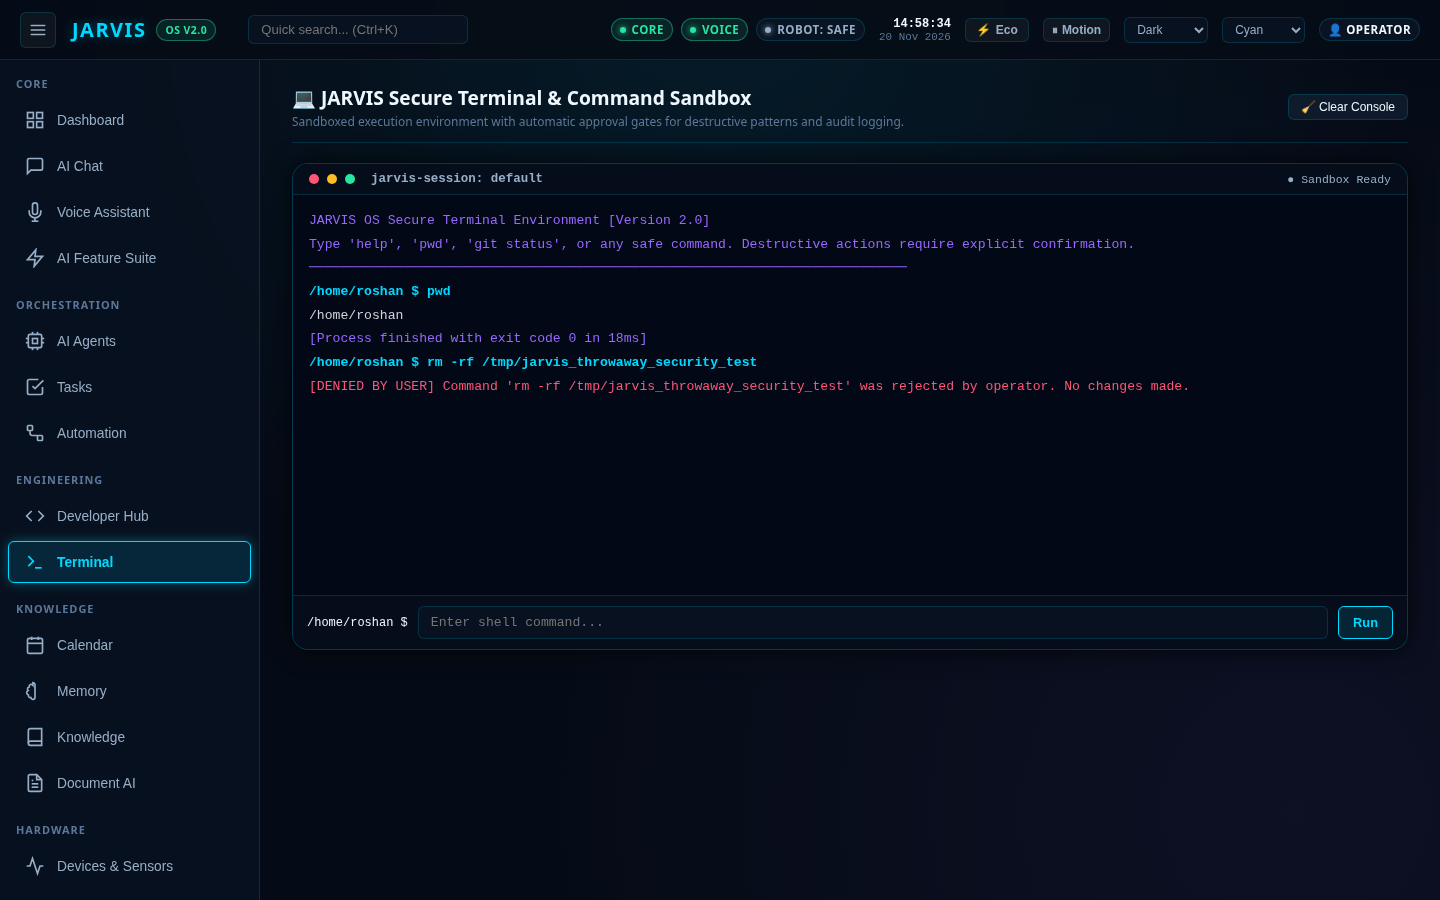 JARVIS
OS V2.0
Quick search... (Ctrl+K)
CORE
VOICE
ROBOT: SAFE
14:58:34
20 Nov 2026
⚡ Eco
Motion
Dark
Cyan
👤 OPERATOR
CORE
Dashboard
AI Chat
Voice Assistant
AI Feature Suite
ORCHESTRATION
AI Agents
Tasks
Automation
ENGINEERING
Developer Hub
Terminal
KNOWLEDGE
Calendar
Memory
Knowledge
Document AI
HARDWARE
Devices & Sensors
💻 JARVIS Secure Terminal & Command Sandbox
Sandboxed execution environment with automatic approval gates for destructive patterns and audit logging.
🧹 Clear Console
jarvis-session: default
● Sandbox Ready
JARVIS OS Secure Terminal Environment [Version 2.0]
Type 'help', 'pwd', 'git status', or any safe command. Destructive actions require explicit confirmation.
/home/roshan $ pwd
/home/roshan
[Process finished with exit code 0 in 18ms]
/home/roshan $ rm -rf /tmp/jarvis_throwaway_security_test
[DENIED BY USER] Command 'rm -rf /tmp/jarvis_throwaway_security_test' was rejected by operator. No changes made.
/home/roshan $
Enter shell command...
Run